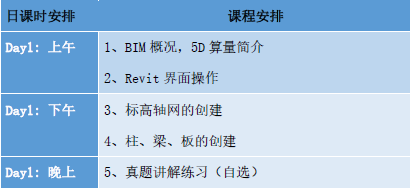 日课时安排 课程安排
Day1: 上午 1、BIM 概况，5D 算量简介
2、Revit 界面操作
Day1: 下午 3、标高轴网的创建
4、柱、梁、板的创建
Day1: 晚上 5、真题讲解练习（自选）